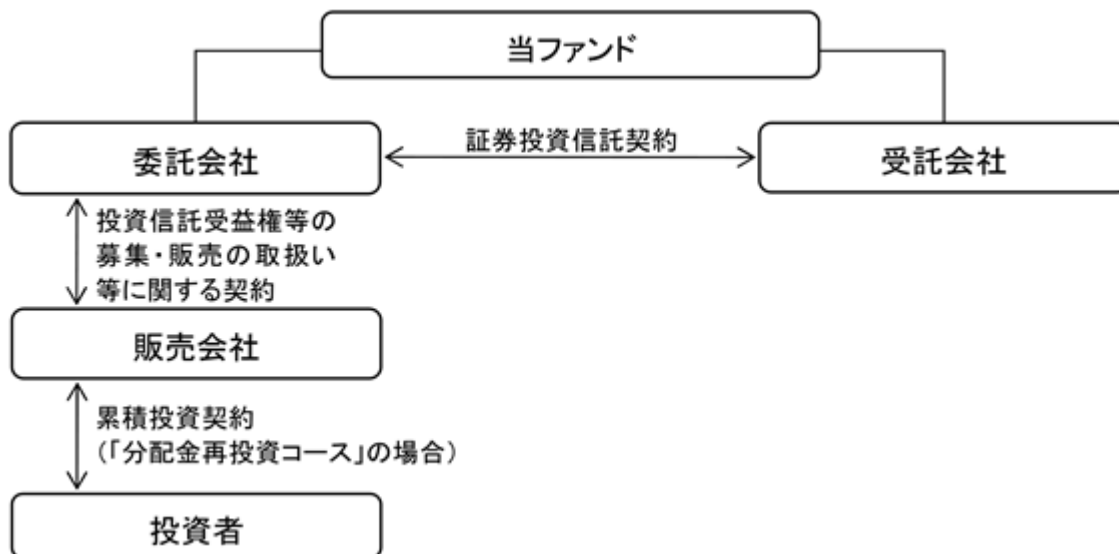 当ファンド
委託会社
証券投資信託契約
受託会社
投資信託受益権等の
募集・販売の取扱い
等に関する契約
販売会社
累積投資契約
（「分配金再投資コース」の場合）
投資者